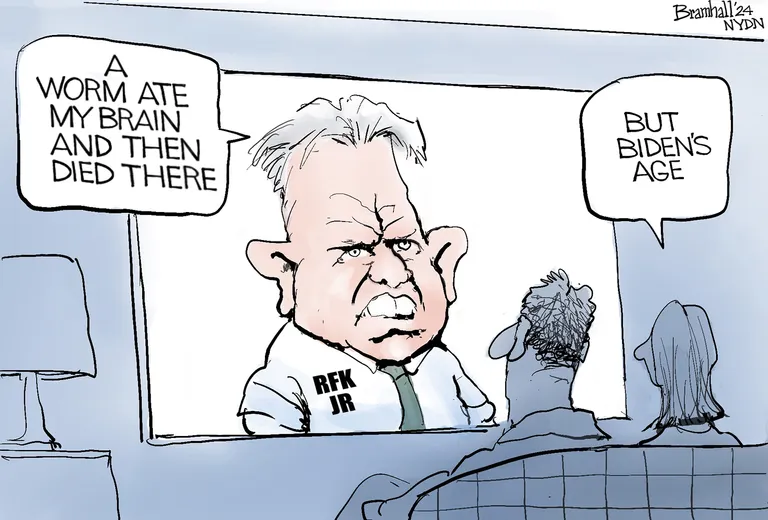 Bramhall '24
NYDN
A
WORM ATE
MY BRAIN
AND THEN
DIED THERE
BUT
BIDEN'S
AGE
RFK
JR